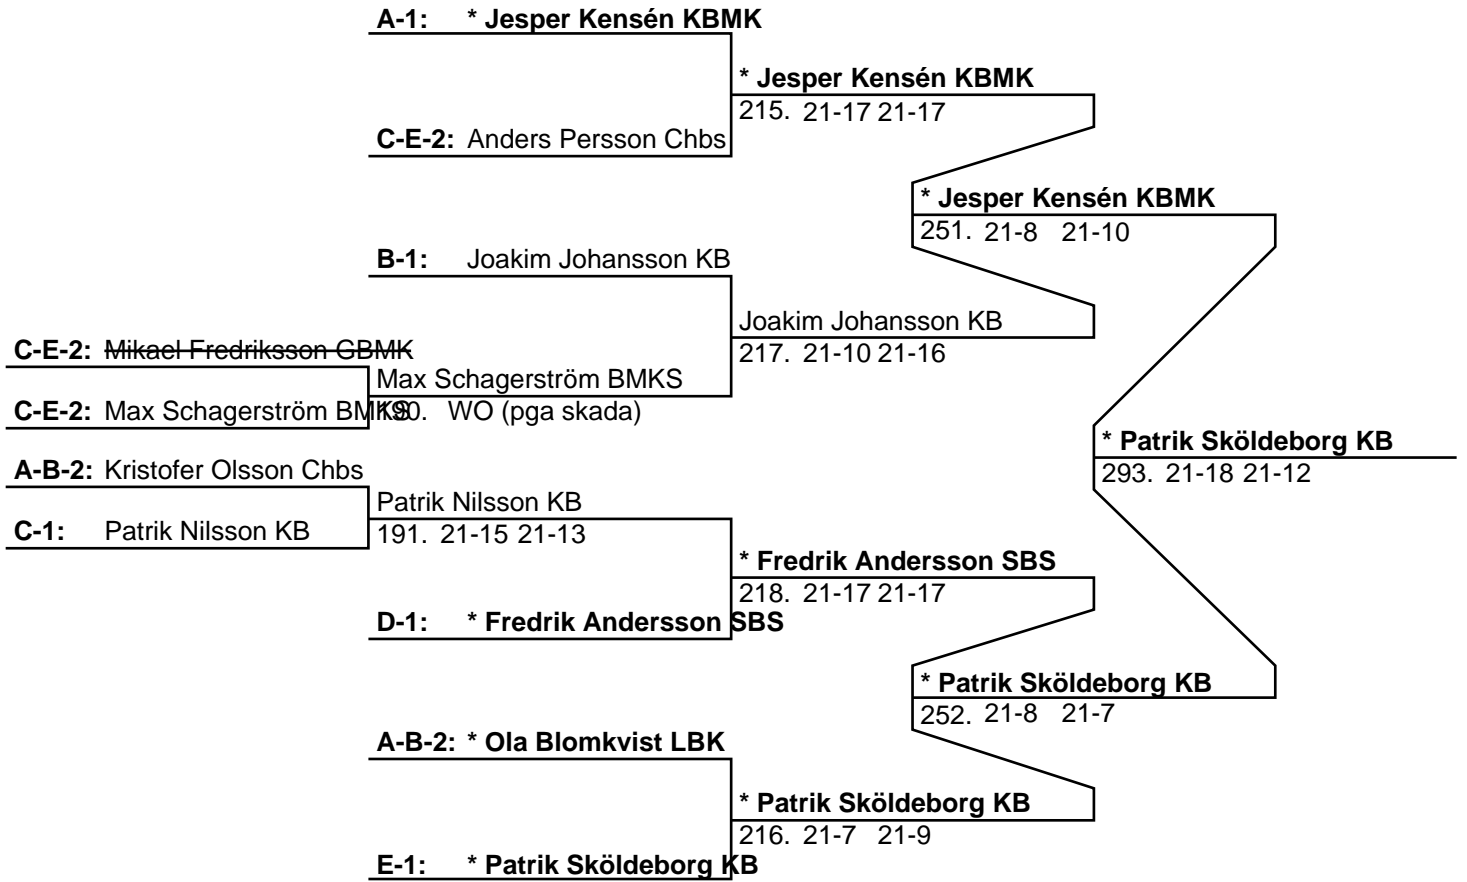 A-1: * Jesper Kensén KBMK
* Jesper Kensén KBMK
215. 21-17 21-17
C-E-2: Anders Persson Chbs
* Jesper Kensén KBMK
251. 21-8 21-10
B-1: Joakim Johansson KB
Joakim Johansson KB
217. 21-10 21-16
C-E-2: Mikael Fredriksson GBMK
Max Schagerström BMKS
C-E-2: Max Schagerström BMKS
190. WO (pga skada)
* Patrik Sköldeborg KB
293. 21-18 21-12
A-B-2: Kristofer Olsson Chbs
Patrik Nilsson KB
191. 21-15 21-13
C-1: Patrik Nilsson KB
* Fredrik Andersson SBS
218. 21-17 21-17
D-1: * Fredrik Andersson SBS
* Patrik Sköldeborg KB
252. 21-8 21-7
A-B-2: * Ola Blomkvist LBK
* Patrik Sköldeborg KB
216. 21-7 21-9
E-1: * Patrik Sköldeborg KB